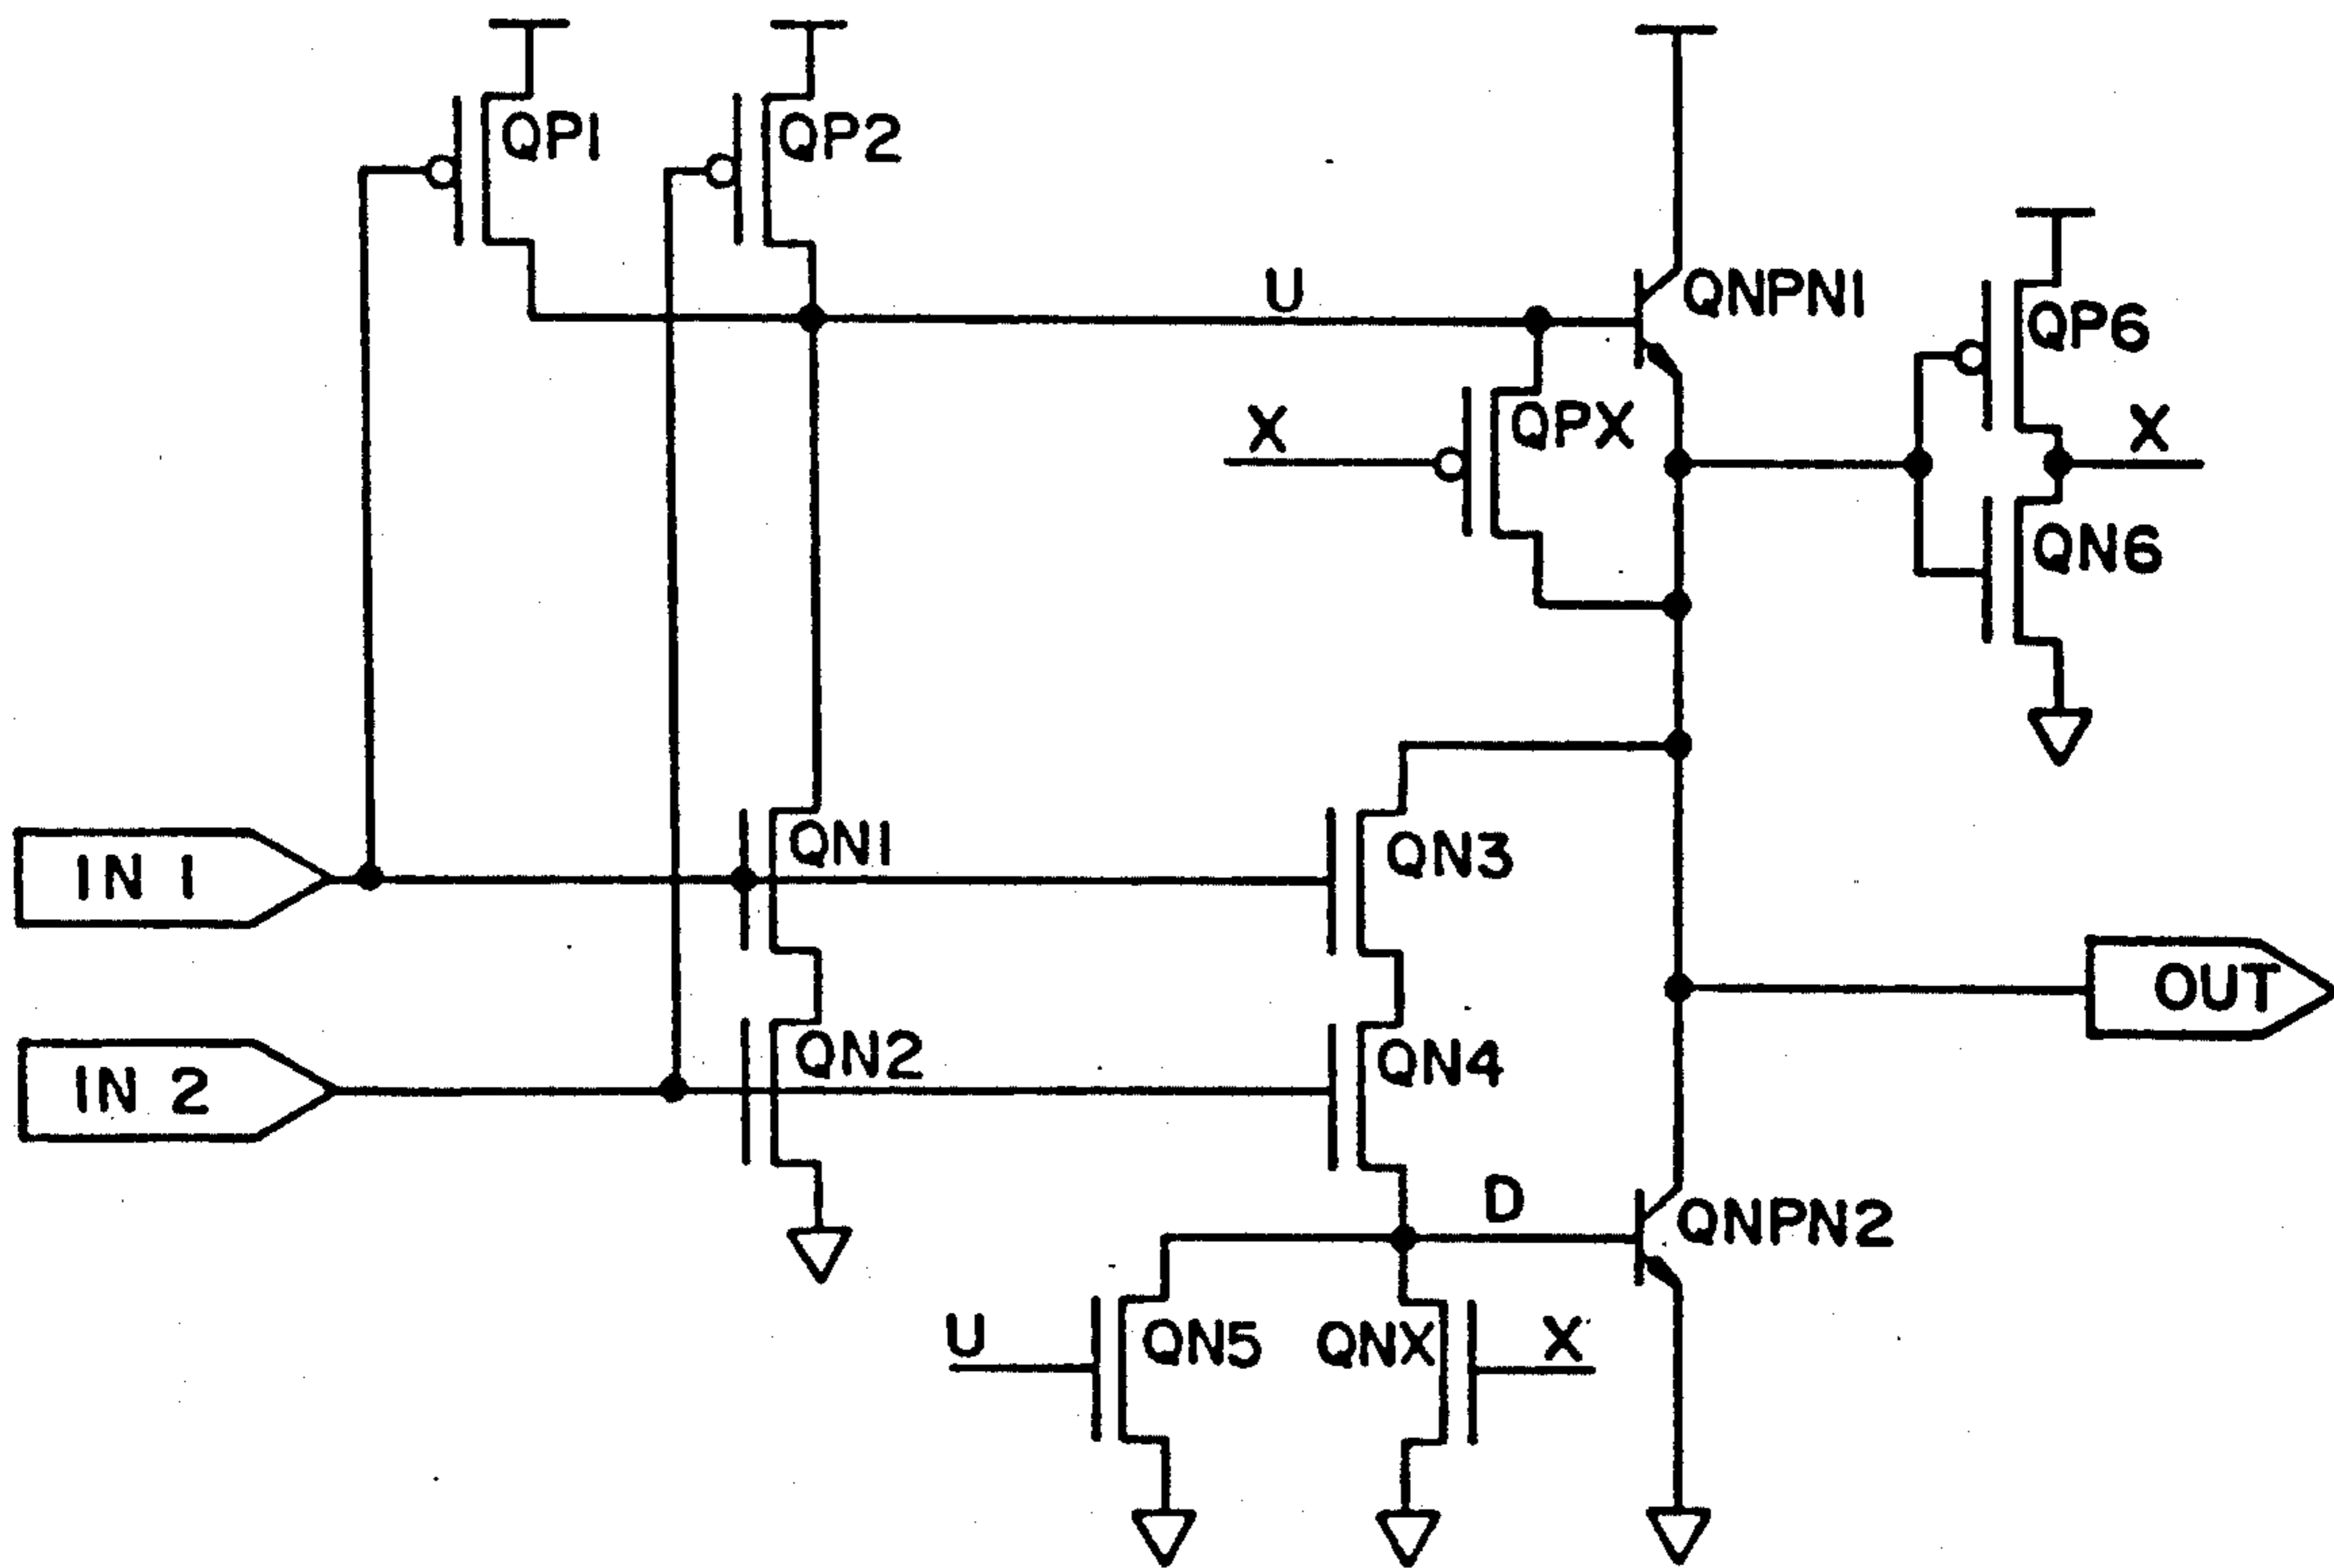 QP1
QP2
U
QNPN1
QP6
X
QPX
X
QN6
IN 1
QN1
QN3
OUT
IN 2
QN2
QN4
D
QNPN2
U
QN5
QNX
X